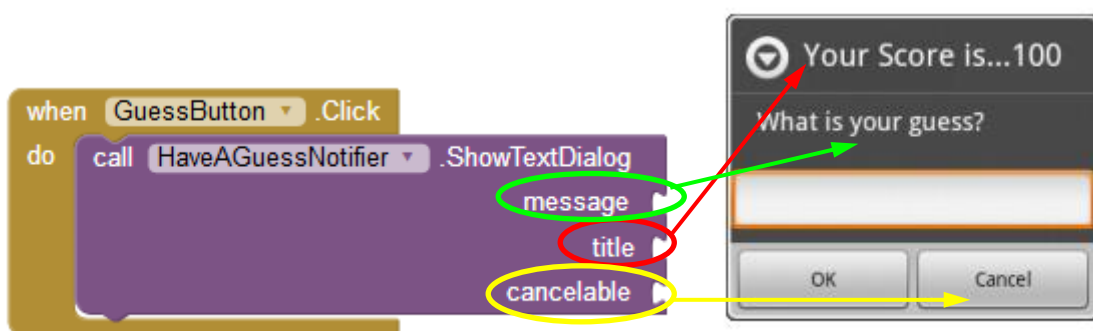 when GuessButton .Click
do call HaveAGuessNotifier .ShowTextDialog
message
title
cancelable
Your Score is...100
What is your guess?
OK Cancel